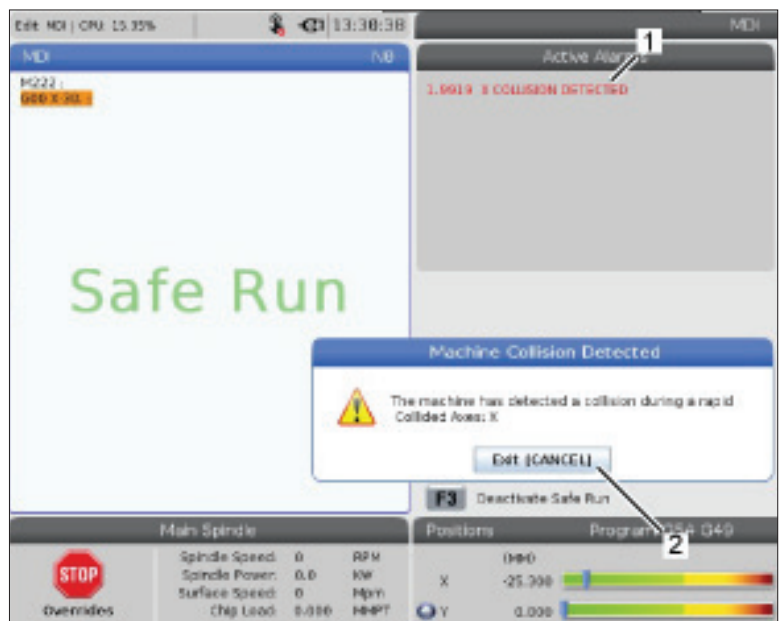 Edit: MDI | CPU: 15.35%
13:38:38
MDI
MDI
N8
M222 ;
G00 X-30. ;
Safe Run
Active Alarms
1
1.9919 X COLLISION DETECTED
Machine Collision Detected
The machine has detected a collision during a rapid
Collided Axes: X
Exit [CANCEL]
F3 Deactivate Safe Run
2
Main Spindle
STOP
Overrides
Spindle Speed: 0 RPM
Spindle Power: 0.0 KW
Surface Speed: 0 Mpm
Chip Load: 0.000 MMPT
Positions
Program G54 G49
(MM)
X -25.300
Y 0.000